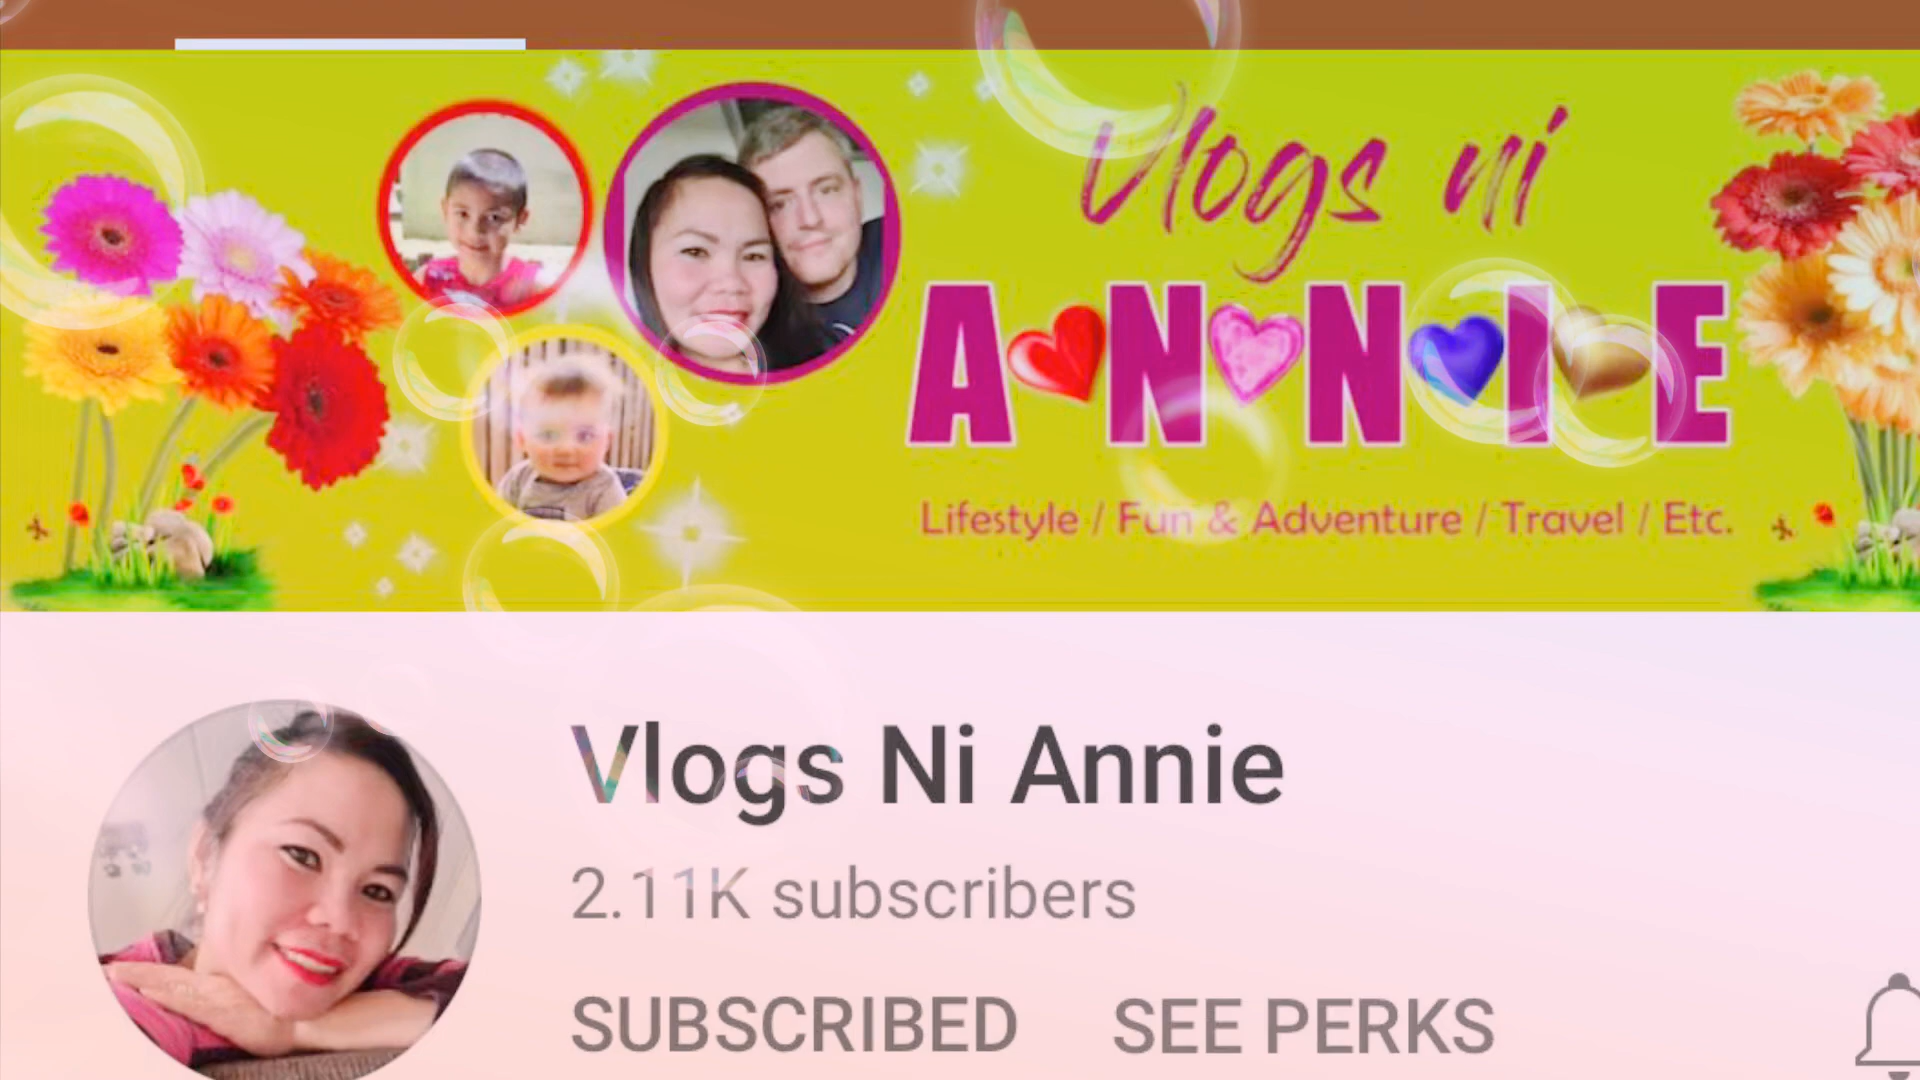 Vlogs ni
ANNIE
Lifestyle / Fun & Adventure / Travel / Etc.
Vlogs Ni Annie
2.11K subscribers
SUBSCRIBED SEE PERKS